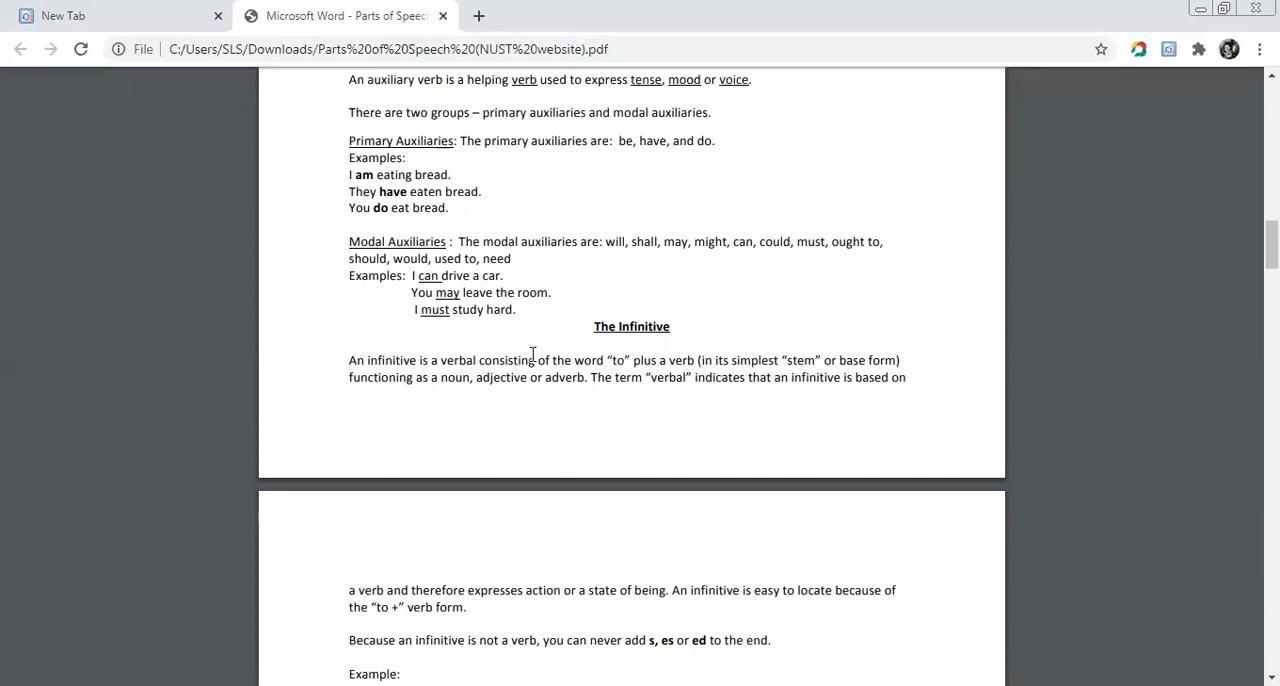 New Tab
Microsoft Word - Parts of Speec
File
C:/Users/SLS/Downloads/Parts%20of%20Speech%20(NUST%20website).pdf
An auxiliary verb is a helping verb used to express tense, mood or voice.
There are two groups – primary auxiliaries and modal auxiliaries.
Primary Auxiliaries: The primary auxiliaries are:  be, have, and do.
Examples:
I am eating bread.
They have eaten bread.
You do eat bread.
Modal Auxiliaries :  The modal auxiliaries are: will, shall, may, might, can, could, must, ought to,
should, would, used to, need
Examples:  I can drive a car.
You may leave the room.
I must study hard.
The Infinitive
An infinitive is a verbal consisting of the word “to” plus a verb (in its simplest “stem” or base form)
functioning as a noun, adjective or adverb. The term “verbal” indicates that an infinitive is based on
a verb and therefore expresses action or a state of being. An infinitive is easy to locate because of
the “to +” verb form.
Because an infinitive is not a verb, you can never add s, es or ed to the end.
Example: